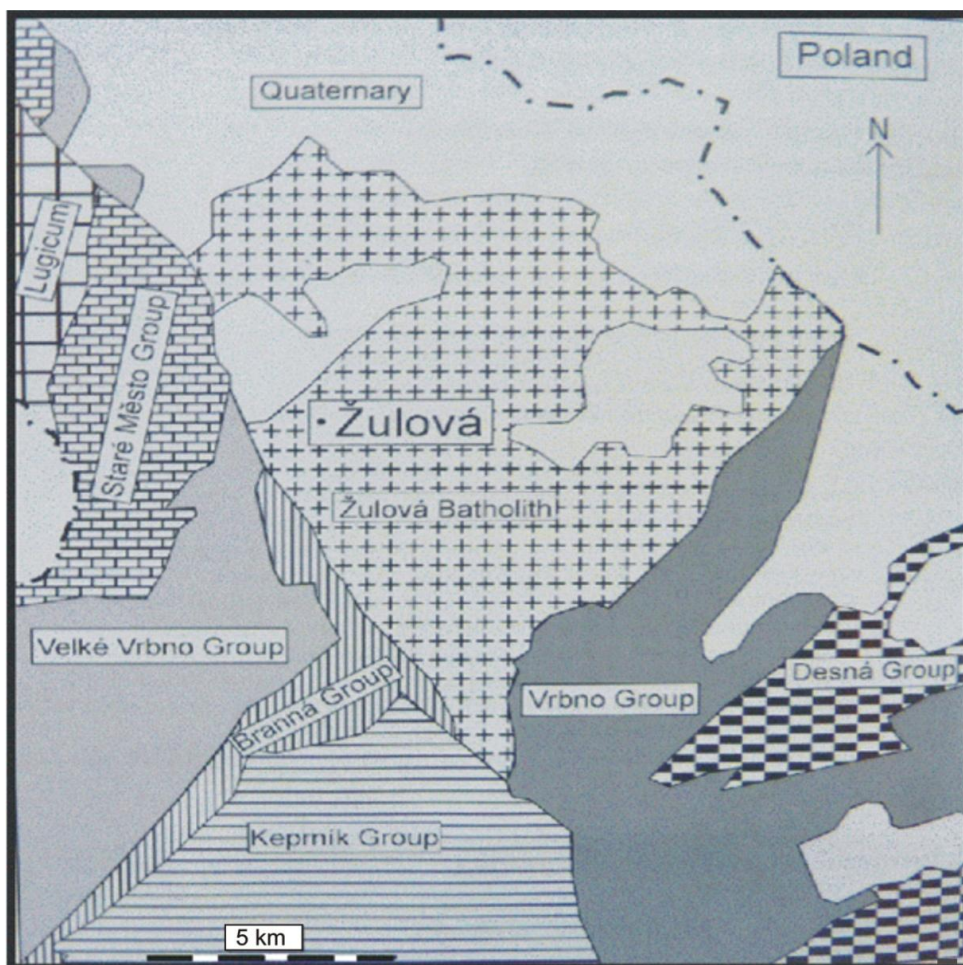 Poland
Quaternary
N
Lugicum
Staré Město Group
Žulová
Žulová Batholith
Velké Vrbno Group
Branná Group
Vrbno Group
Desná Group
Keprník Group
5 km